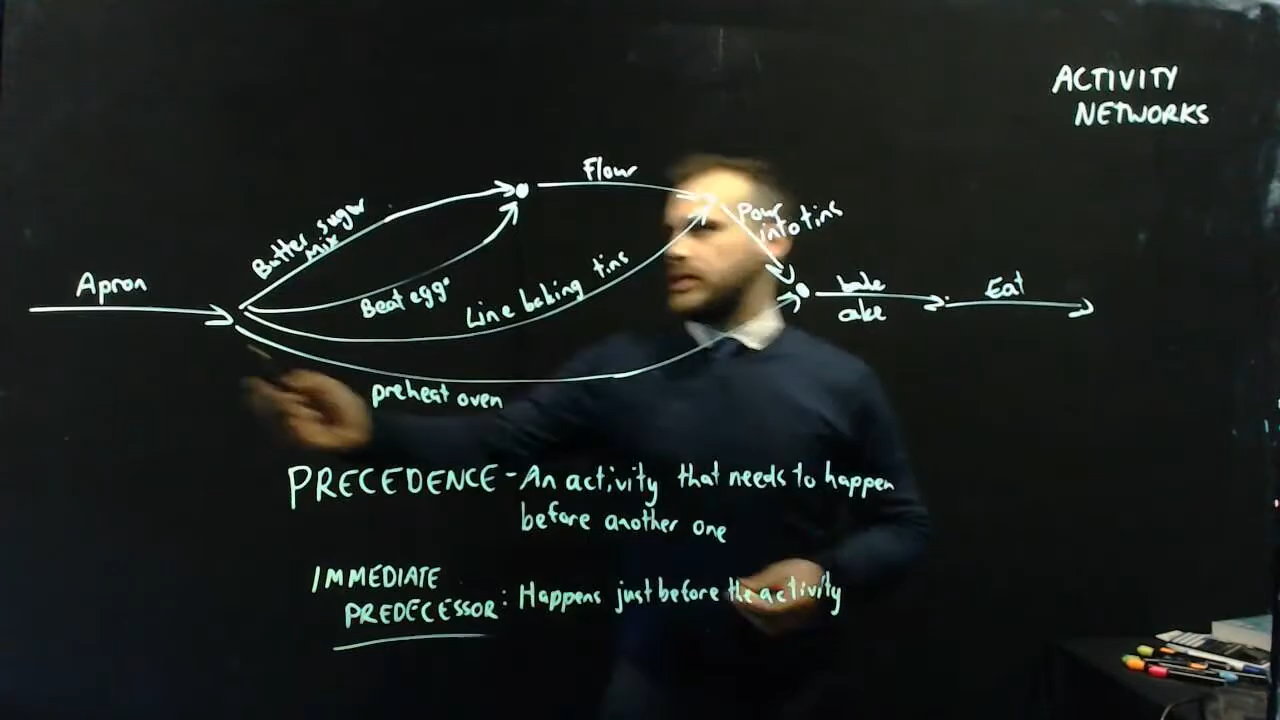 ACTIVITY
NETWORKS
Flour
Butter sugar
mix
Pour
into tins
Apron
Beat eggs
Line baking tins
bake
cake
Eat
preheat oven
PRECEDENCE - An activity that needs to happen
before another one
IMMEDIATE
PREDECESSOR: Happens just before the activity